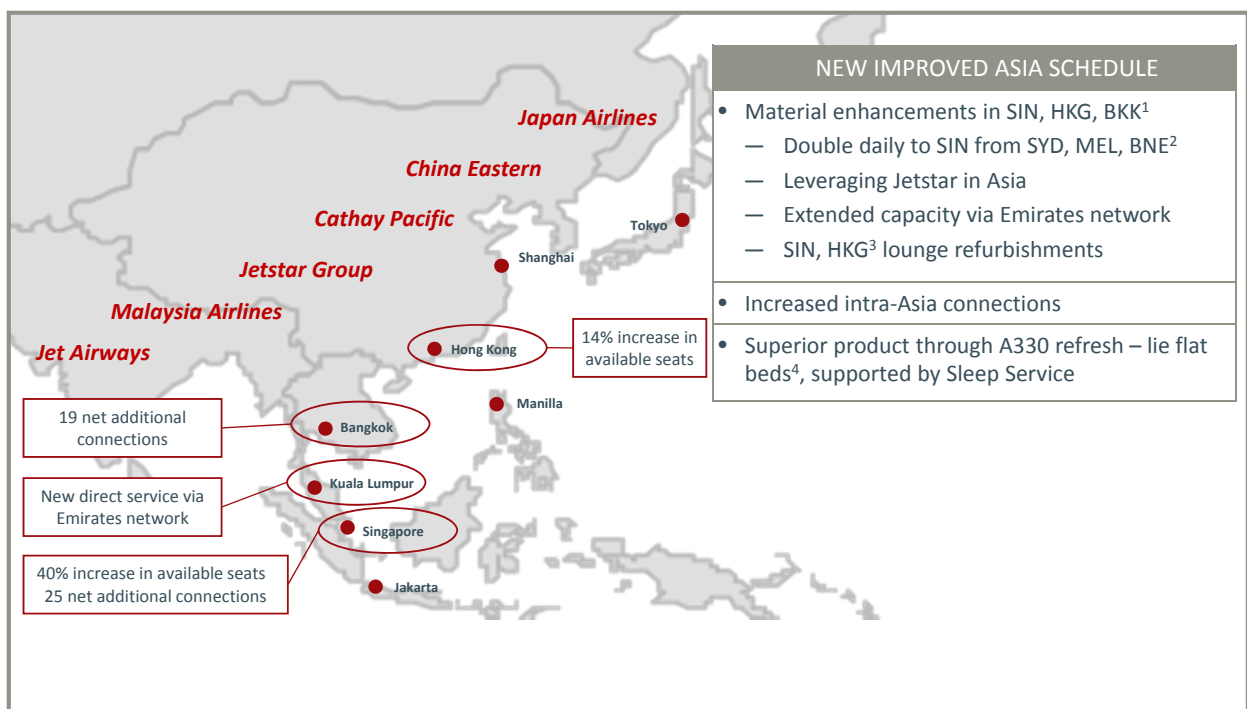 NEW IMPROVED ASIA SCHEDULE
• Material enhancements in SIN, HKG, BKK¹
— Double daily to SIN from SYD, MEL, BNE²
— Leveraging Jetstar in Asia
— Extended capacity via Emirates network
— SIN, HKG³ lounge refurbishments
• Increased intra-Asia connections
• Superior product through A330 refresh – lie flat
beds⁴, supported by Sleep Service
Japan Airlines
China Eastern
Cathay Pacific
Jetstar Group
Malaysia Airlines
Jet Airways
Tokyo
Shanghai
Hong Kong
14% increase in
available seats
Manilla
19 net additional
connections
Bangkok
New direct service via
Emirates network
Kuala Lumpur
Singapore
40% increase in available seats
25 net additional connections
Jakarta